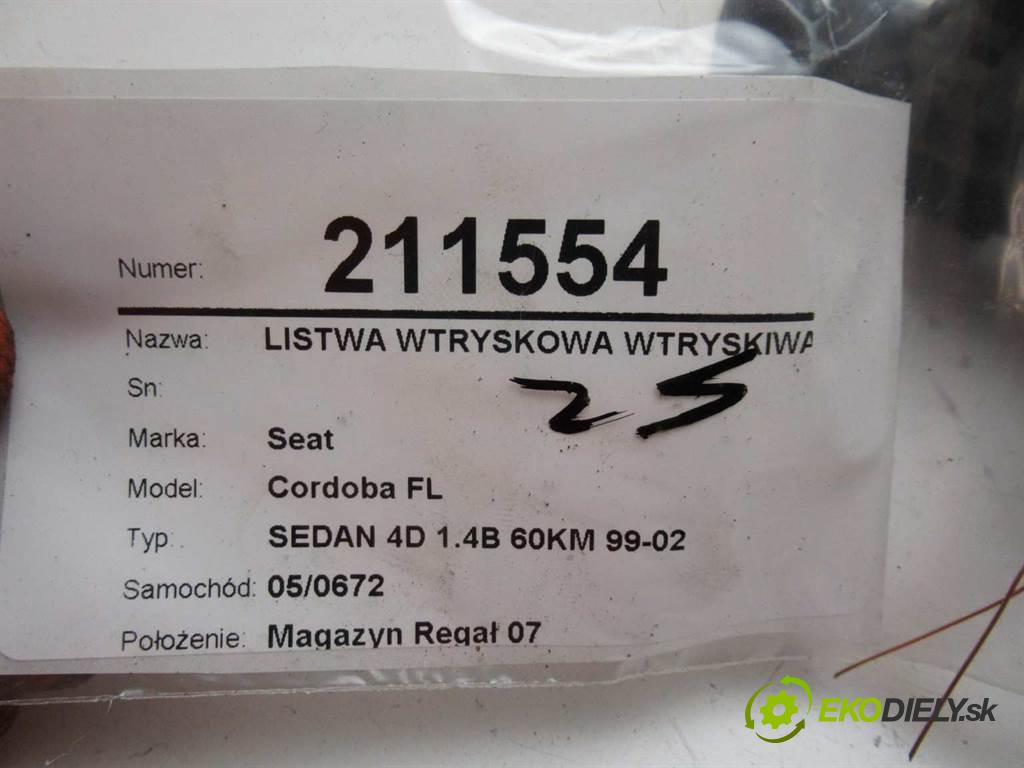 Numer: 211554
Nazwa: LISTWA WTRYSKOWA WTRYSKIWA
Sn:
25
Marka: Seat
Model: Cordoba FL
Typ: SEDAN 4D 1.4B 60KM 99-02
Samochód: 05/0672
Położenie: Magazyn Regał 07
EKODIELY.sk